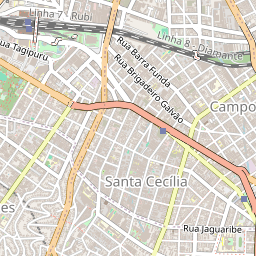 Linha 7 - Rubi
Linha 8 - Diamante
Rua Tagipuru
Rua Barra Funda
Rua Brigadeiro Galvão
Campo
Santa Cecília
es
Rua Jaguaribe